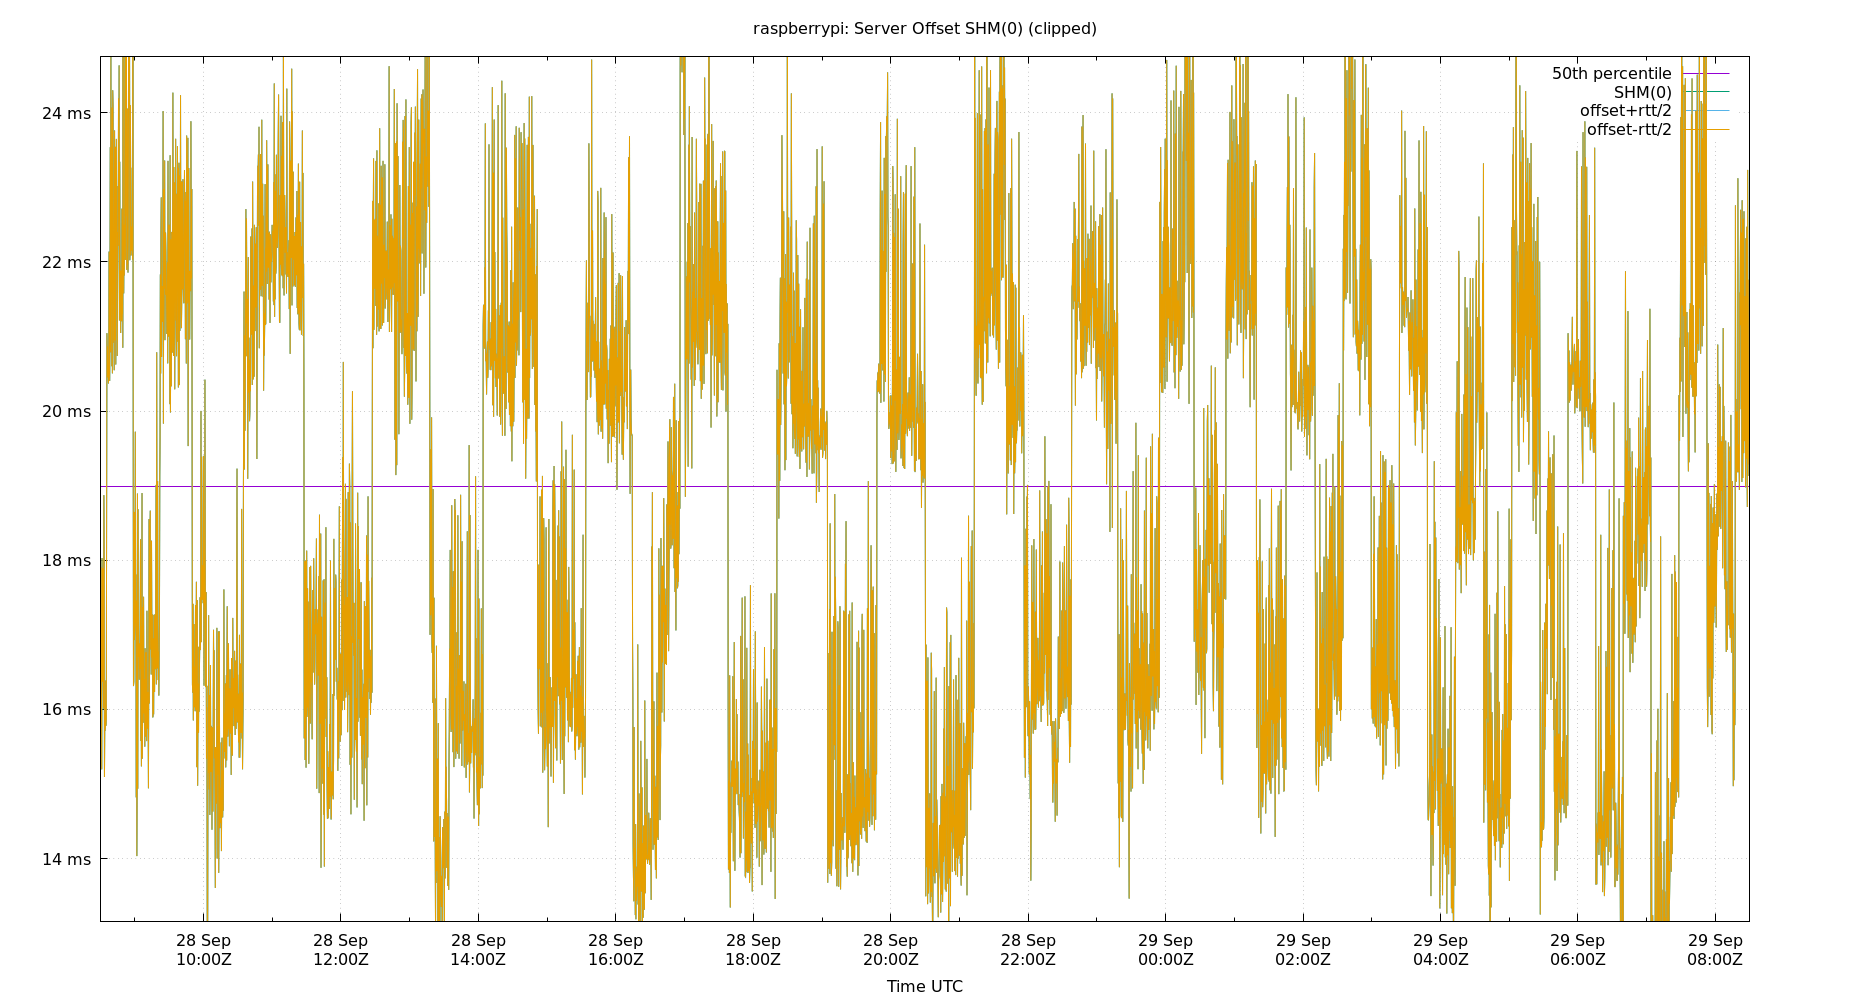 raspberrypi: Server Offset SHM(0) (clipped)
50th percentile
SHM(0)
offset+rtt/2
offset-rtt/2
24 ms
22 ms
20 ms
18 ms
16 ms
14 ms
28 Sep 28 Sep 28 Sep 28 Sep 28 Sep 28 Sep 28 Sep 29 Sep 29 Sep 29 Sep 29 Sep 29 Sep
10:00Z 12:00Z 14:00Z 16:00Z 18:00Z 20:00Z 22:00Z 00:00Z 02:00Z 04:00Z 06:00Z 08:00Z
Time UTC